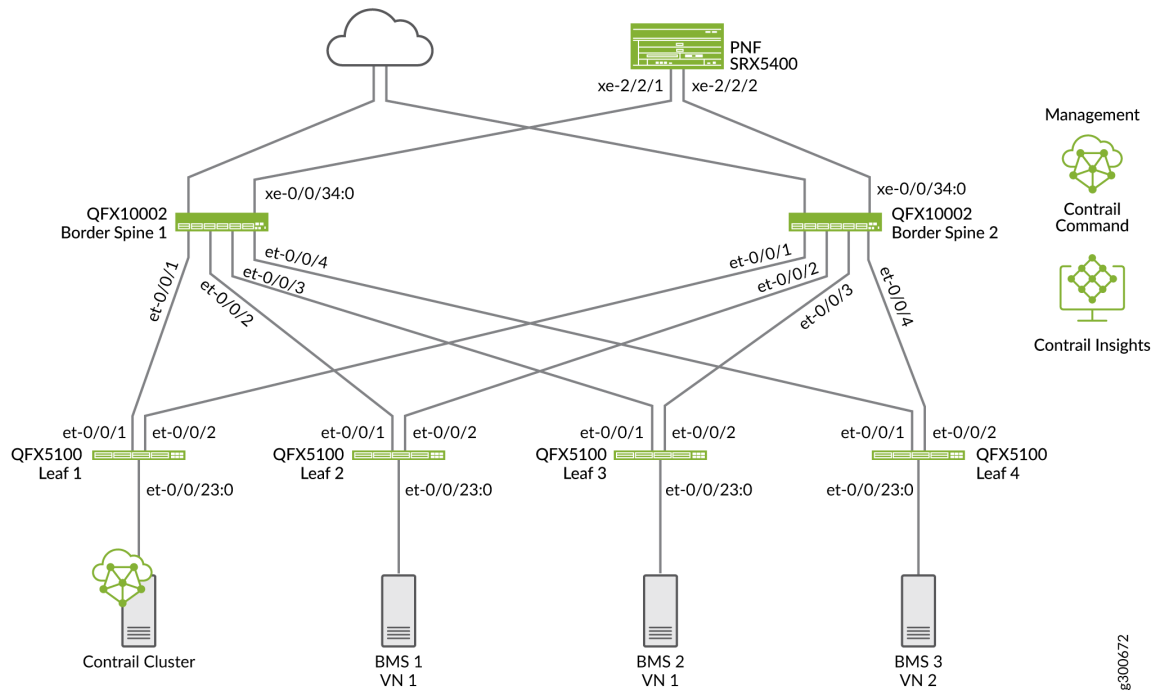 PNF
SRX5400
xe-2/2/1
xe-2/2/2
Management
Contrail
Command
Contrail Insights
xe-0/0/34:0
xe-0/0/34:0
QFX10002
Border Spine 1
QFX10002
Border Spine 2
et-0/0/1
et-0/0/2
et-0/0/3
et-0/0/4
et-0/0/1
et-0/0/2
et-0/0/3
et-0/0/4
et-0/0/1
et-0/0/2
et-0/0/1
et-0/0/2
et-0/0/1
et-0/0/2
et-0/0/1
et-0/0/2
QFX5100
Leaf 1
QFX5100
Leaf 2
QFX5100
Leaf 3
QFX5100
Leaf 4
et-0/0/23:0
et-0/0/23:0
et-0/0/23:0
et-0/0/23:0
Contrail Cluster
BMS 1
VN 1
BMS 2
VN 1
BMS 3
VN 2
g300672